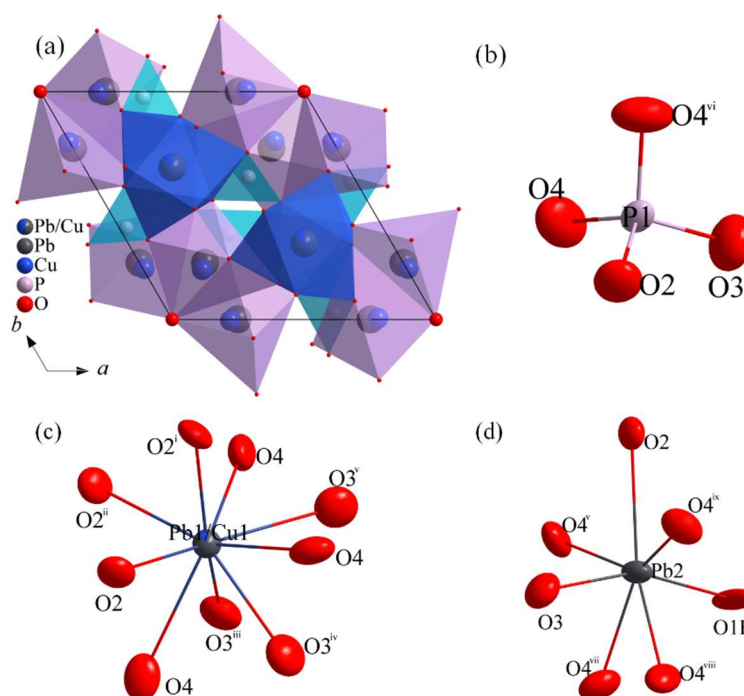 (a)
Pb/Cu
Pb
Cu
P
O
b
a
(b)
O4ᵛⁱ
O4
P1
O2
O3
(c)
O2ⁱ
O4
O3ᵛ
O2ⁱⁱ
Pb1/Cu1
O4
O2
O3ⁱⁱⁱ
O3ⁱᵛ
O4
(d)
O2
O4ⁱˣ
O4ᵛ
Pb2
O3
O4ᵛⁱⁱ
O4ᵛⁱⁱⁱ